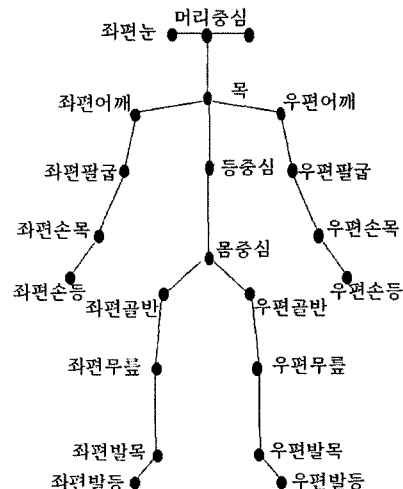 머리중심
좌편눈
목
좌편어깨
우편어깨
좌편팔굽
등중심
우편팔굽
좌편손목
우편손목
몸중심
좌편손등
우편손등
좌편골반
우편골반
좌편무릎
우편무릎
좌편발목
우편발목
좌편발등
우편발등